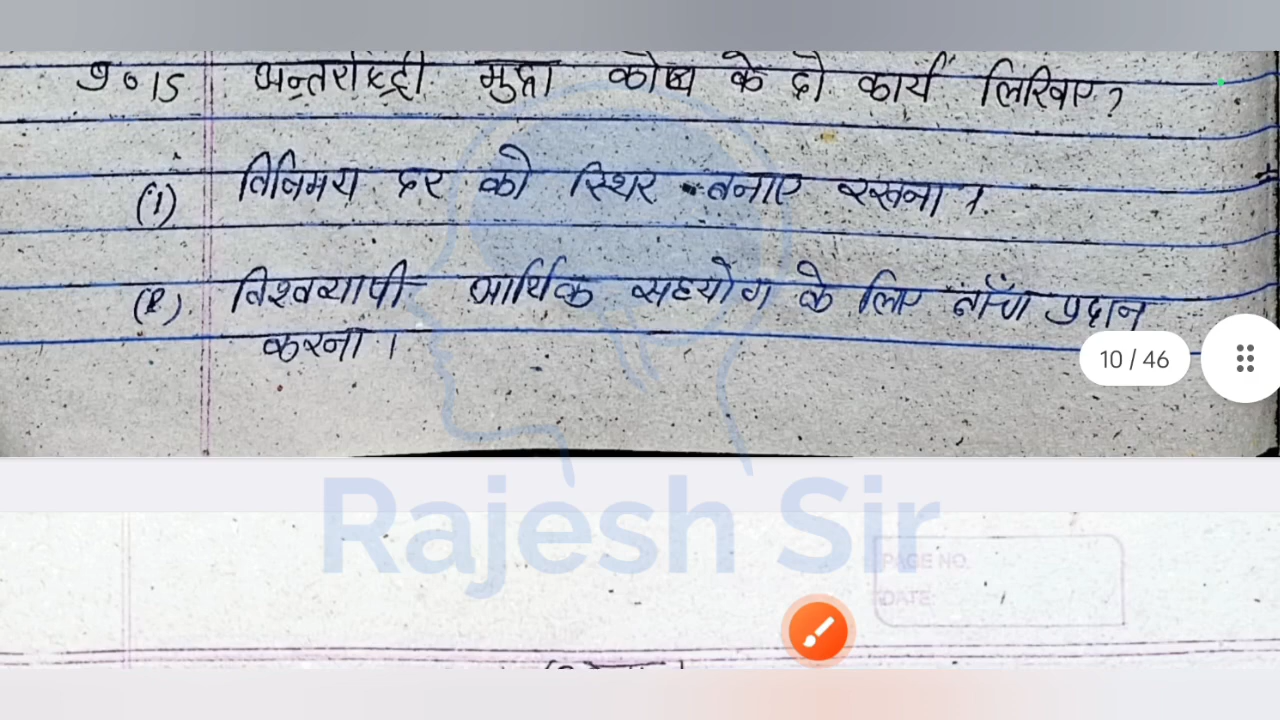 प्र०15 अन्तर्राष्ट्री मुद्रा कोष के दो कार्य लिखिए?
(1) विनिमय दर को स्थिर बनाए रखना।
(2) विश्वव्यापी आर्थिक सहयोग के लिए ढाँचा प्रदान
करना।
10 / 46
Rajesh Sir
PAGE NO.
DATE: